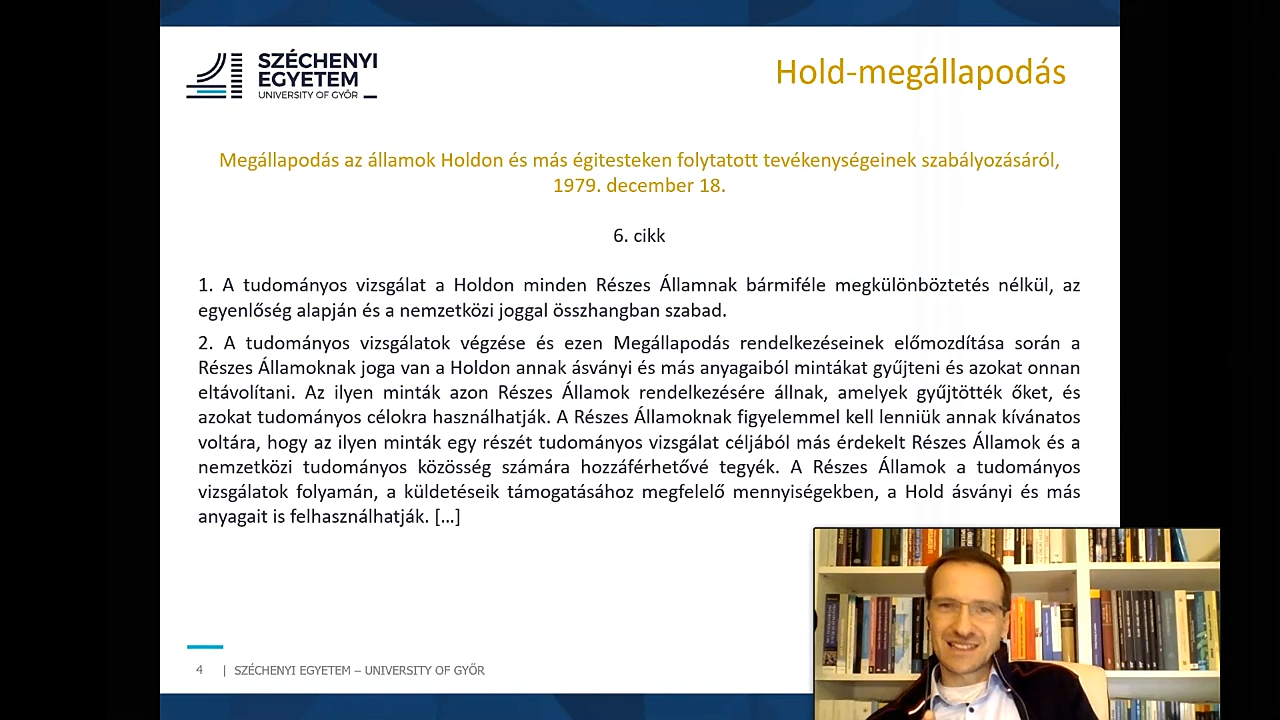 SZÉCHENYI
EGYETEM
UNIVERSITY OF GYŐR
Hold-megállapodás
Megállapodás az államok Holdon és más égitesteken folytatott tevékenységeinek szabályozásáról,
1979. december 18.
6. cikk
1. A tudományos vizsgálat a Holdon minden Részes Államnak bármiféle megkülönböztetés nélkül, az
egyenlőség alapján és a nemzetközi joggal összhangban szabad.
2. A tudományos vizsgálatok végzése és ezen Megállapodás rendelkezéseinek előmozdítása során a
Részes Államoknak joga van a Holdon annak ásványi és más anyagaiból mintákat gyűjteni és azokat onnan
eltávolítani. Az ilyen minták azon Részes Államok rendelkezésére állnak, amelyek gyűjtötték őket, és
azokat tudományos célokra használhatják. A Részes Államoknak figyelemmel kell lenniük annak kívánatos
voltára, hogy az ilyen minták egy részét tudományos vizsgálat céljából más érdekelt Részes Államok és a
nemzetközi tudományos közösség számára hozzáférhetővé tegyék. A Részes Államok a tudományos
vizsgálatok folyamán, a küldetéseik támogatásához megfelelő mennyiségekben, a Hold ásványi és más
anyagait is felhasználhatják. […]
4 | SZÉCHENYI EGYETEM – UNIVERSITY OF GYŐR